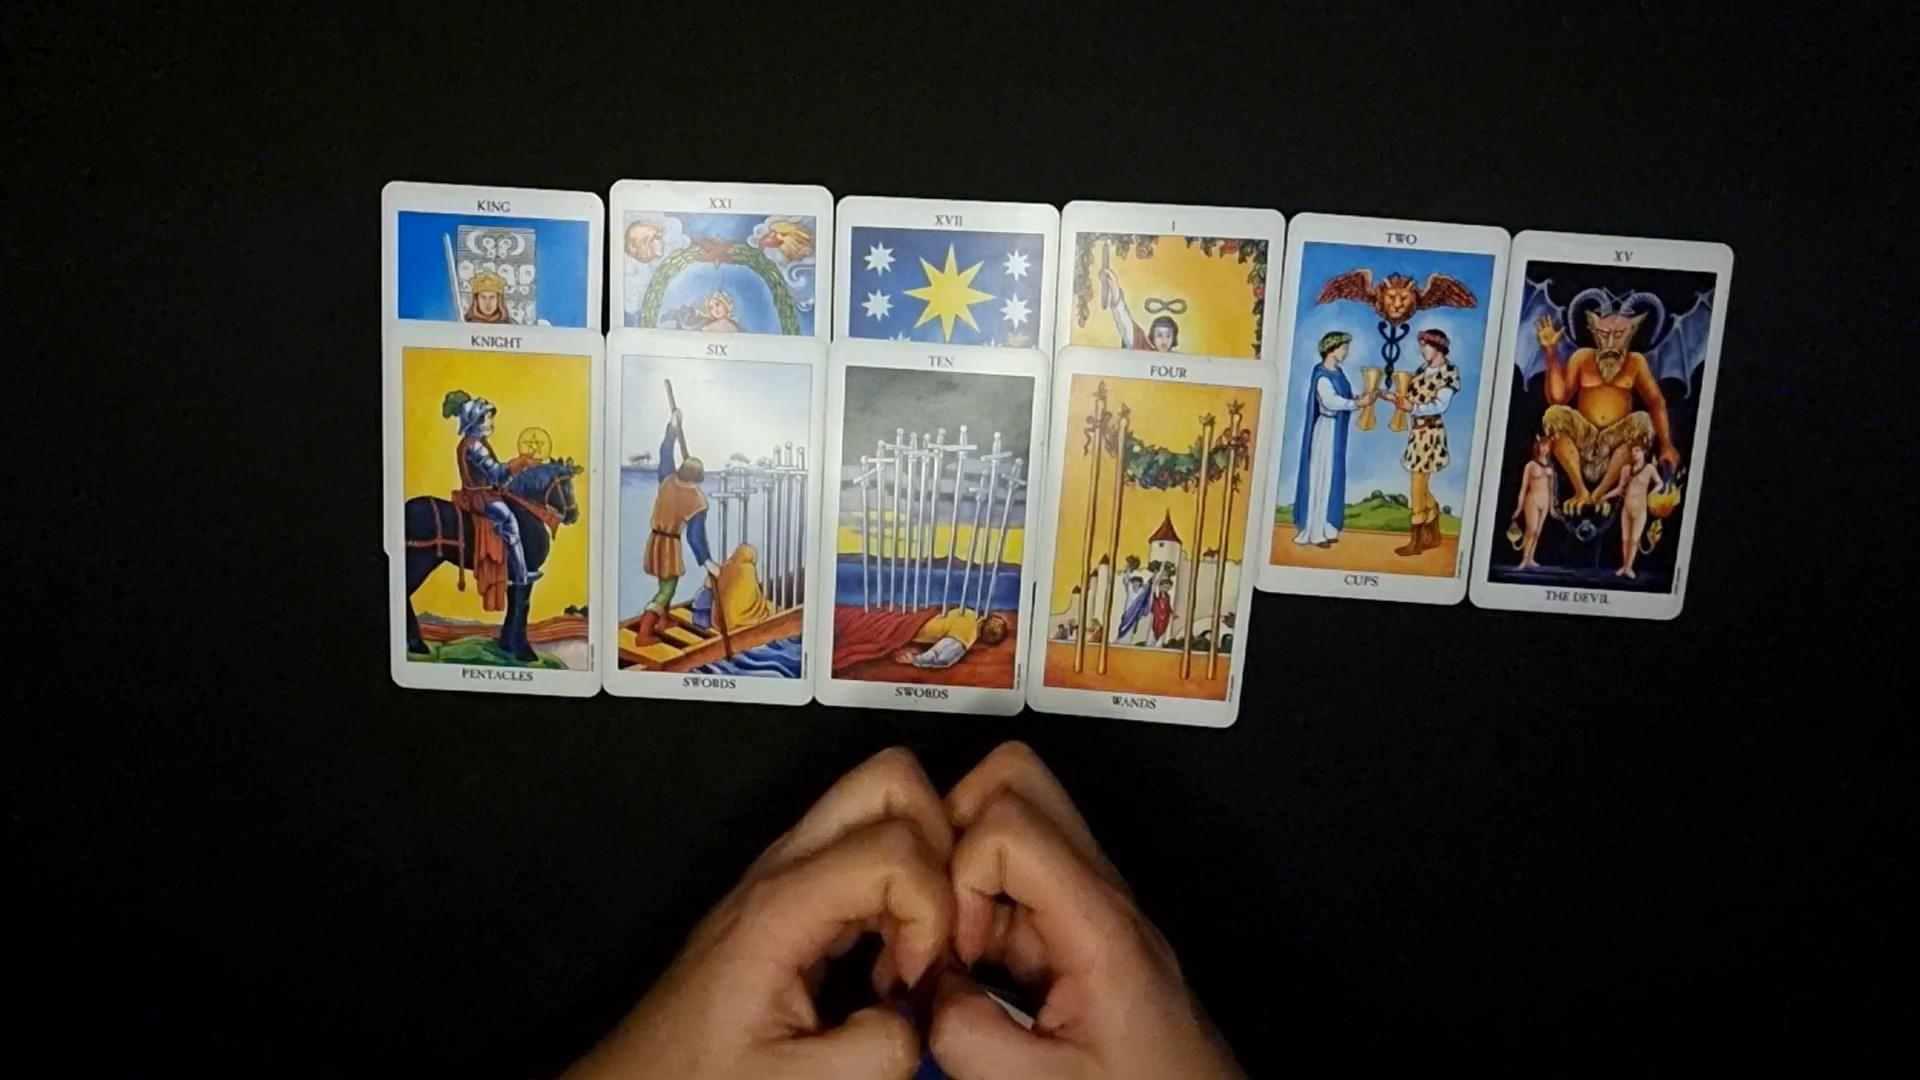 KING
XXI
XVII
I
TWO
XV
KNIGHT
SIX
TEN
FOUR
CUPS
THE DEVIL
PENTACLES
SWORDS
SWORDS
WANDS